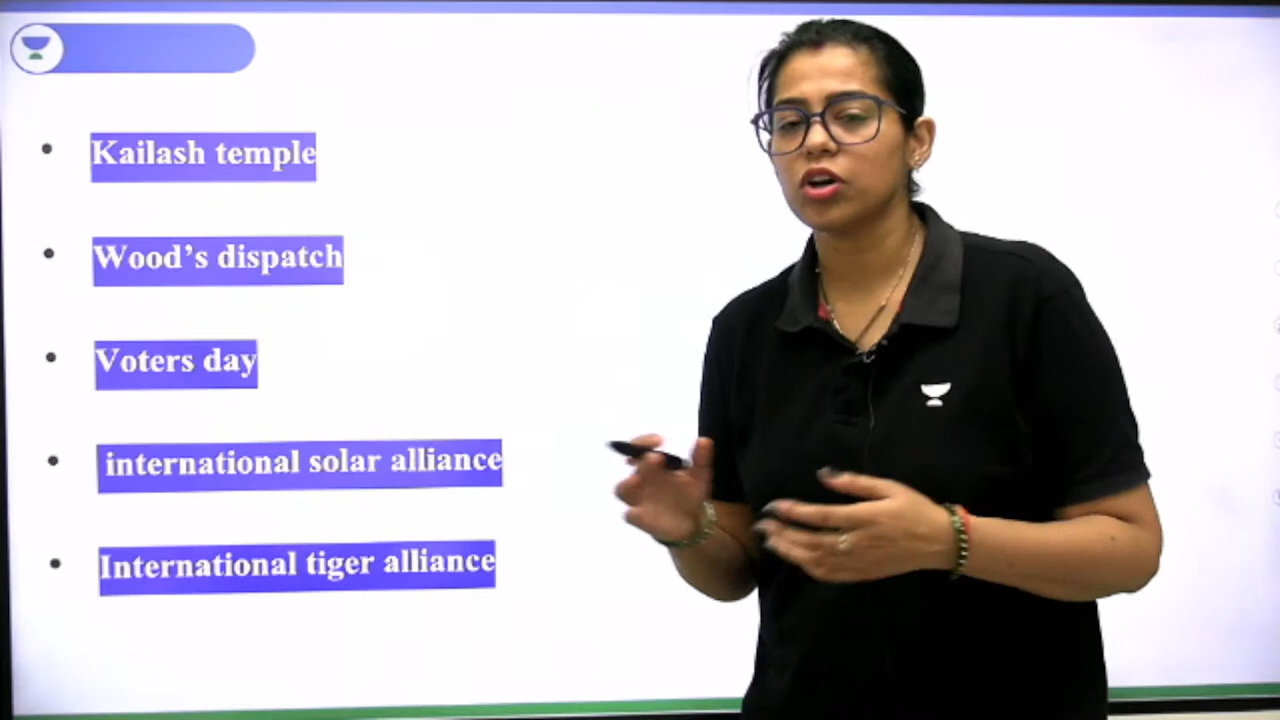 Kailash temple
Wood's dispatch
Voters day
international solar alliance
International tiger alliance